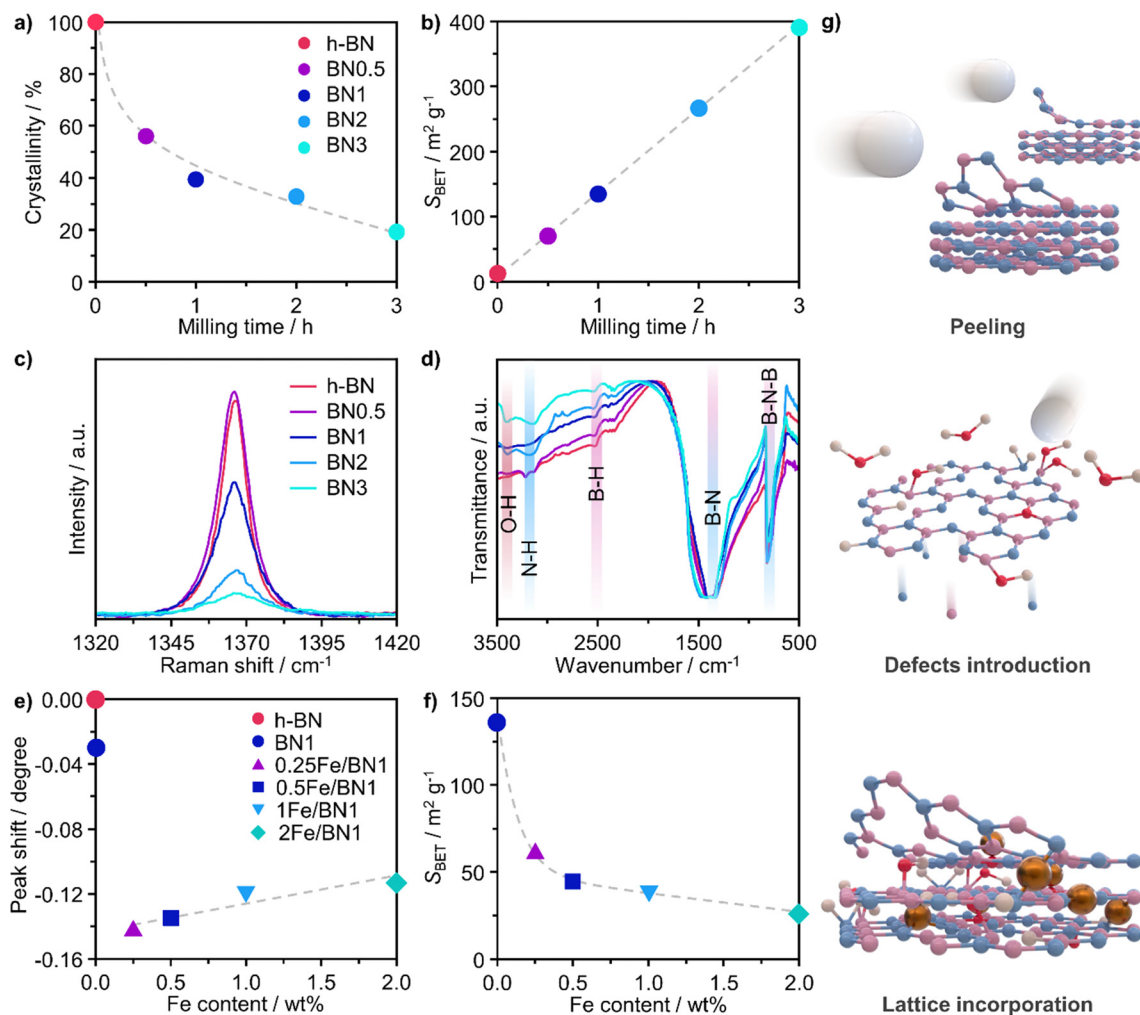 a)
100
80
60
40
20
0
Crystallinity / %
0 1 2 3
Milling time / h
h-BN
BN0.5
BN1
BN2
BN3
b)
400
300
200
100
0
S_BET / m² g⁻¹
0 1 2 3
Milling time / h
g)
Peeling
c)
Intensity / a.u.
h-BN
BN0.5
BN1
BN2
BN3
1320 1345 1370 1395 1420
Raman shift / cm⁻¹
d)
Transmittance / a.u.
O-H
N-H
B-H
B-N
B-N-B
3500 2500 1500 500
Wavenumber / cm⁻¹
Defects introduction
e)
0.00
-0.04
-0.08
-0.12
-0.16
Peak shift / degree
h-BN
BN1
0.25Fe/BN1
0.5Fe/BN1
1Fe/BN1
2Fe/BN1
0.0 0.5 1.0 1.5 2.0
Fe content / wt%
f)
150
100
50
0
S_BET / m² g⁻¹
0.0 0.5 1.0 1.5 2.0
Fe content / wt%
Lattice incorporation